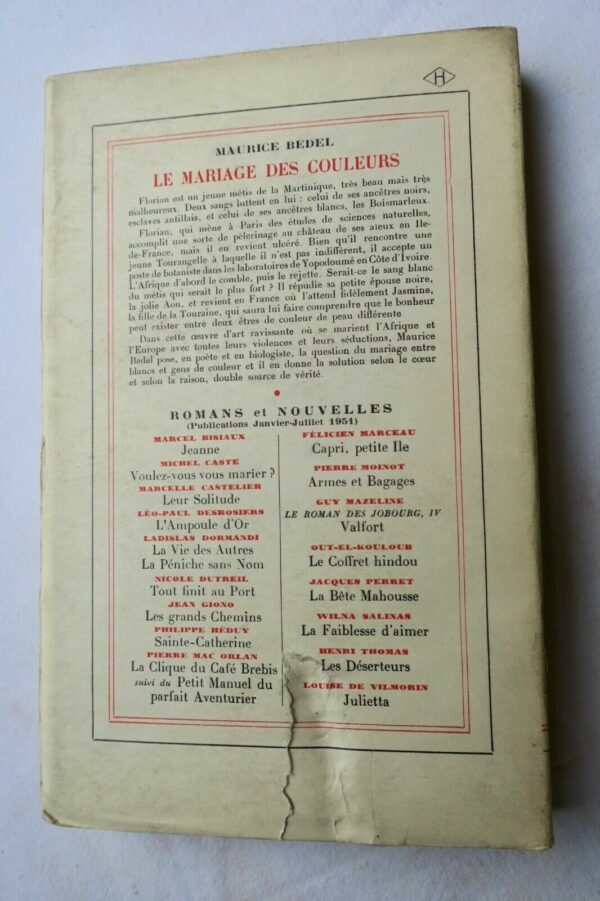 H
MAURICE BEDEL
LE MARIAGE DES COULEURS
Florian est un jeune métis de la Martinique, très beau mais très
malheureux. Deux sangs luttent en lui : celui de ses ancêtres noirs,
esclaves antillais, et celui de ses ancêtres blancs, les Boismarleux.
Florian, qui mène à Paris des études de sciences naturelles,
accomplit une sorte de pèlerinage au château de ses aïeux en Ile-
de-France, mais il en revient ulcéré. Bien qu'il rencontre une
jeune Tourangelle à laquelle il n'est pas indifférent, il accepte un
poste de botaniste dans les laboratoires de Yopodoumé en Côte d'Ivoire
L'Afrique d'abord le comble, puis le rejette. Serait-ce le sang blanc
du métis qui serait le plus fort ? Il répudie sa petite épouse noire,
la jolie Aou, et revient en France où l'attend fidèlement Jasmine,
la fille de la Touraine, qui saura lui faire comprendre que le bonheur
peut exister entre deux êtres de couleur de peau différente
Dans cette œuvre d'art ravissante où se marient l'Afrique et
l'Europe avec toutes leurs violences et leurs séductions, Maurice
Bedel pose, en poète et en biologiste, la question du mariage entre
blancs et gens de couleur et il en donne la solution selon le cœur
et selon la raison, double source de vérité.
ROMANS et NOUVELLES
(Publications Janvier-Juillet 1951)
MARCEL BISIAUX
Jeanne
MICHEL CASTE
Voulez-vous vous marier ?
MARCELLE CASTELIER
Leur Solitude
LÉO-PAUL DESROSIERS
L'Ampoule d'Or
LADISLAS DORMANDI
La Vie des Autres
La Péniche sans Nom
NICOLE DUTREIL
Tout finit au Port
JEAN GIONO
Les grands Chemins
PHILIPPE HÉDUY
Sainte-Catherine
PIERRE MAC ORLAN
La Clique du Café Brebis
suivi du Petit Manuel du
parfait Aventurier
FÉLICIEN MARCEAU
Capri, petite Ile
PIERRE MOINOT
Armes et Bagages
GUY MAZELINE
LE ROMAN DES JOBOURG, IV
Valfort
OUT-EL-KOULOUB
Le Coffret hindou
JACQUES PERRET
La Bête Mahousse
WILNA SALINAS
La Faiblesse d'aimer
HENRI THOMAS
Les Déserteurs
LOUISE DE VILMORIN
Julietta